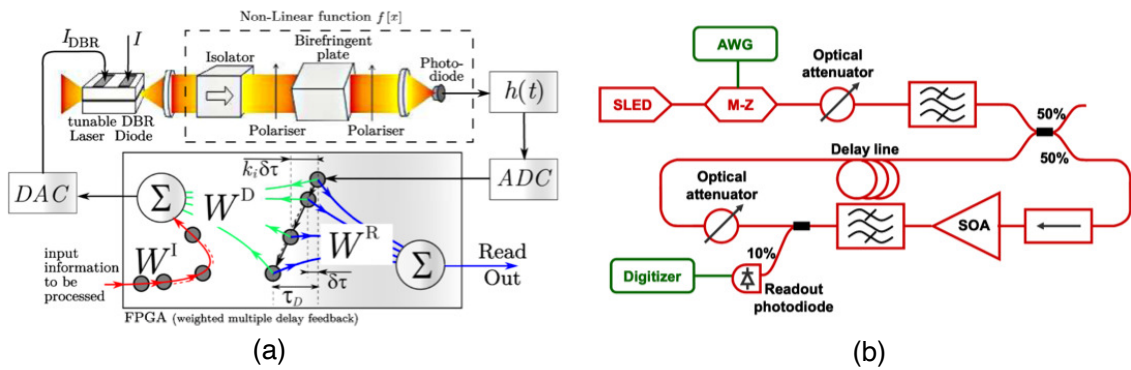 Non-Linear function f[x]
I_DBR
I
Isolator
Birefringent
plate
Photo-
diode
h(t)
tunable DBR
Laser Diode
Polariser
Polariser
k_i δτ
DAC
Σ
W^D
ADC
W^I
W^R
Σ
input
information
to be
processed
Read
Out
τ_D
δτ
FPGA (weighted multiple delay feedback)
(a)
AWG
Optical
attenuator
SLED
M-Z
50%
50%
Delay line
Optical
attenuator
SOA
10%
Digitizer
Readout
photodiode
(b)